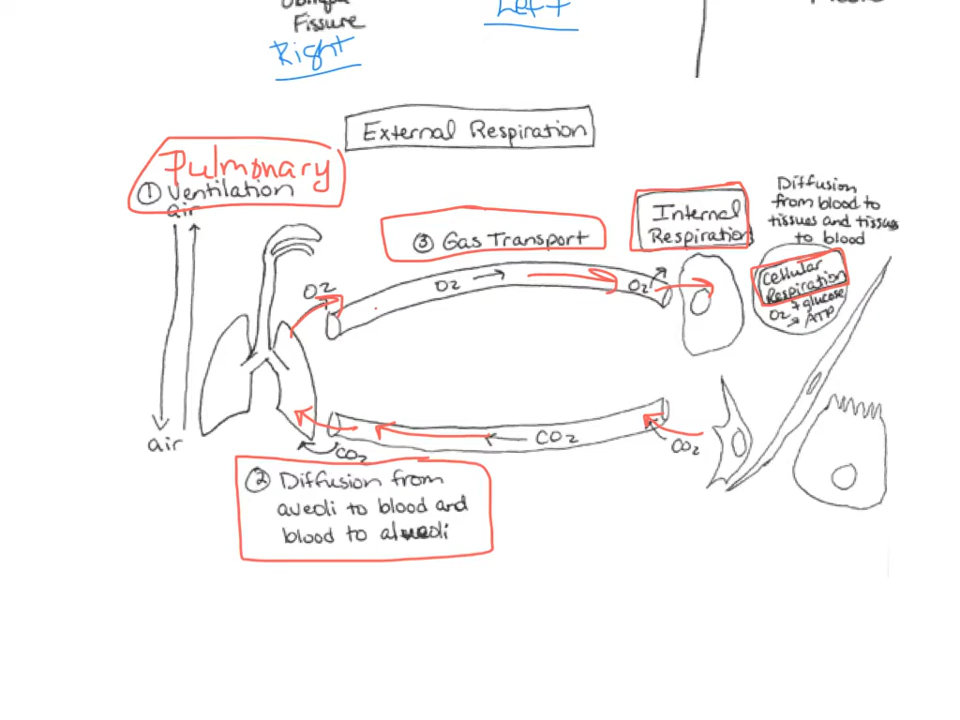 Oblique
Fissure
Right
Left
External Respiration
Pulmonary
① Ventilation
air
air
③ Gas Transport
Internal
Respiration
Diffusion
from blood to
tissues and tissues
to blood
Cellular
Respiration
O2 + glucose
→ ATP
O2
O2 →
O2
← CO2
CO2
CO2
② Diffusion from
aveoli to blood and
blood to alveoli